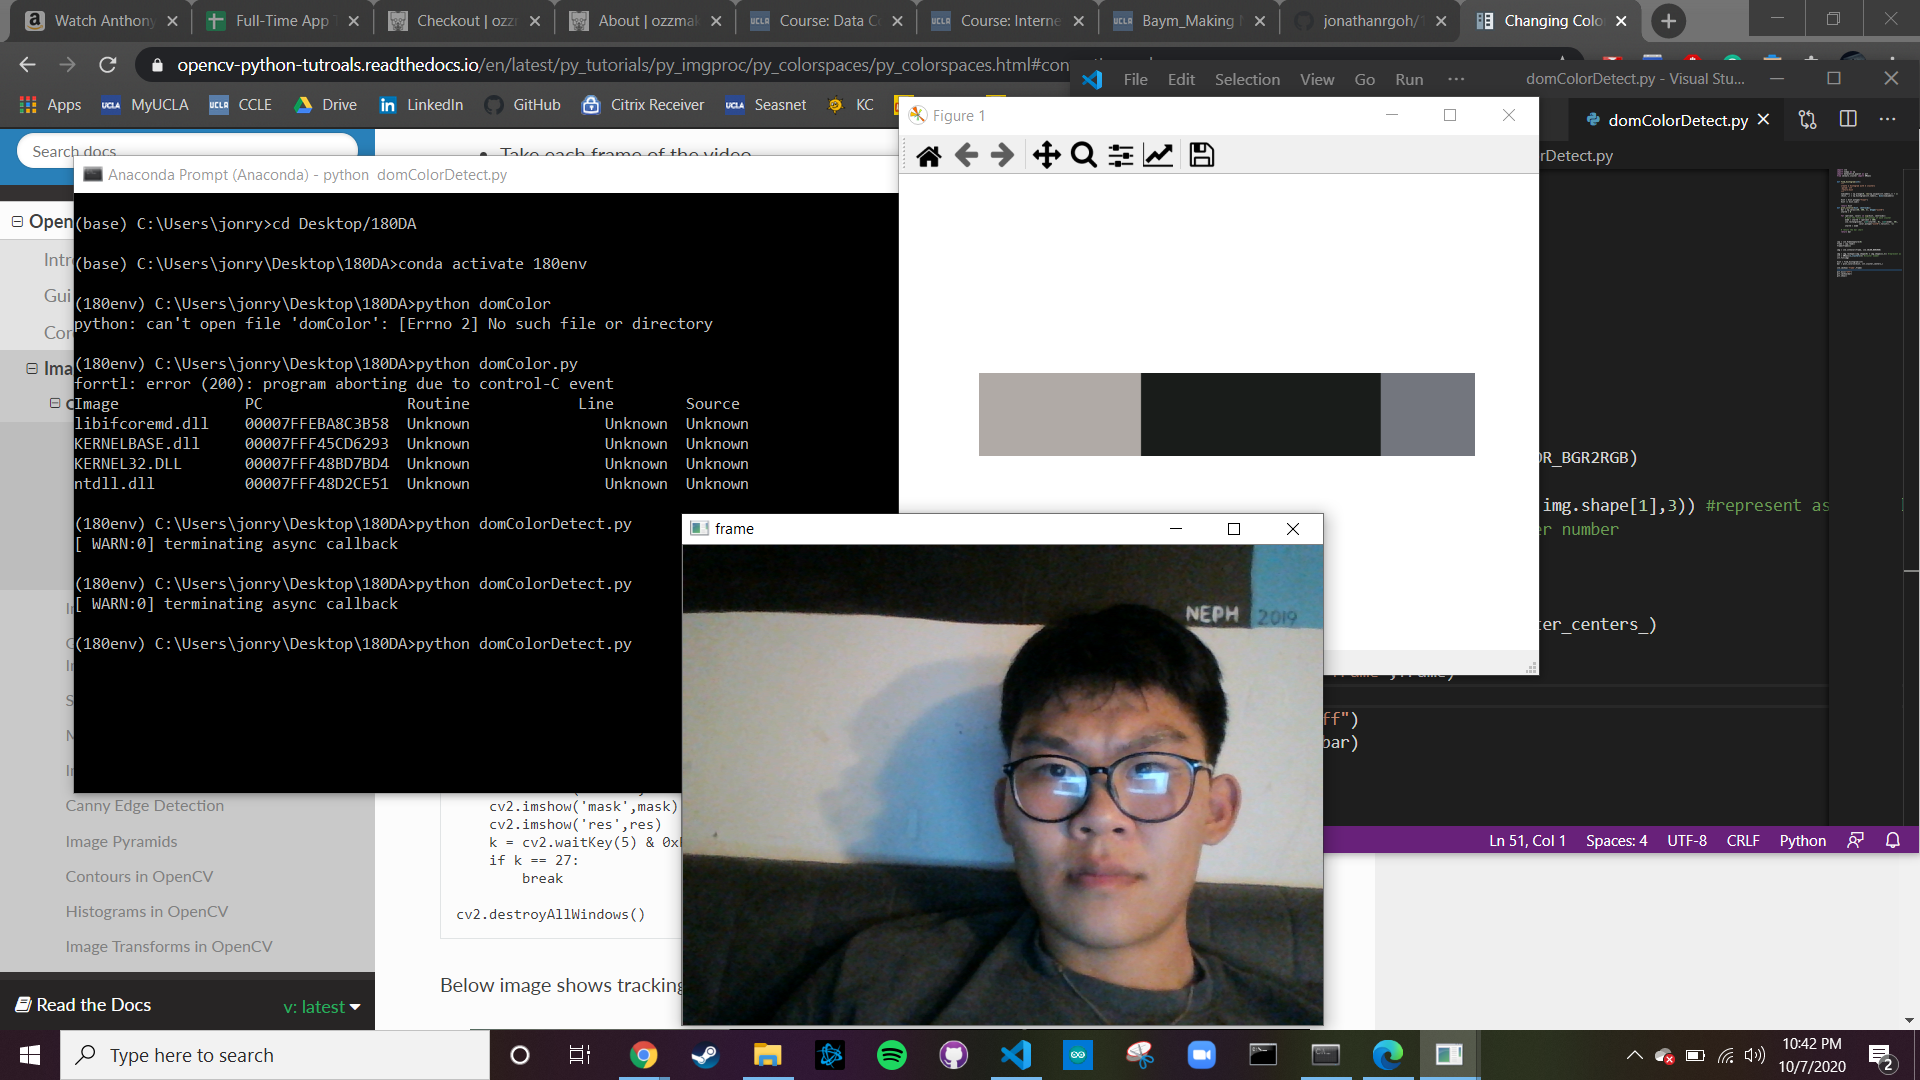 Watch Anthony
Full-Time App T
Checkout | ozzm
About | ozzmak
Course: Data C
Course: Interne
Baym_Making
jonathanrgoh/1
Changing Colo
opencv-python-tutroals.readthedocs.io/en/latest/py_tutorials/py_imgproc/py_colorspaces/py_colorspaces.html#con
Apps
MyUCLA
CCLE
Drive
LinkedIn
GitHub
Citrix Receiver
Seasnet
KC
File Edit Selection View Go Run ···
domColorDetect.py - Visual Stu...
domColorDetect.py
rDetect.py
Search docs
Take each frame of the video
Open
Intr
Gui
Cor
Ima
Canny Edge Detection
Image Pyramids
Contours in OpenCV
Histograms in OpenCV
Image Transforms in OpenCV
Read the Docs
v: latest
Anaconda Prompt (Anaconda) - python domColorDetect.py
(base) C:\Users\jonry>cd Desktop/180DA
(base) C:\Users\jonry\Desktop\180DA>conda activate 180env
(180env) C:\Users\jonry\Desktop\180DA>python domColor
python: can't open file 'domColor': [Errno 2] No such file or directory
(180env) C:\Users\jonry\Desktop\180DA>python domColor.py
forrtl: error (200): program aborting due to control-C event
Image PC Routine Line Source
libifcoremd.dll 00007FFEBA8C3B58 Unknown Unknown Unknown
KERNELBASE.dll 00007FFF45CD6293 Unknown Unknown Unknown
KERNEL32.DLL 00007FFF48BD7BD4 Unknown Unknown Unknown
ntdll.dll 00007FFF48D2CE51 Unknown Unknown Unknown
(180env) C:\Users\jonry\Desktop\180DA>python domColorDetect.py
[ WARN:0] terminating async callback
(180env) C:\Users\jonry\Desktop\180DA>python domColorDetect.py
[ WARN:0] terminating async callback
(180env) C:\Users\jonry\Desktop\180DA>python domColorDetect.py
Figure 1
OR_BGR2RGB)
img.shape[1],3)) #represent as
er number
ter_centers_)
ff")
bar)
frame
NEPH 2019
cv2.imshow('mask',mask)
cv2.imshow('res',res)
k = cv2.waitKey(5) & 0x
if k == 27:
break
cv2.destroyAllWindows()
Below image shows tracking
Ln 51, Col 1 Spaces: 4 UTF-8 CRLF Python
Type here to search
10:42 PM
10/7/2020
2